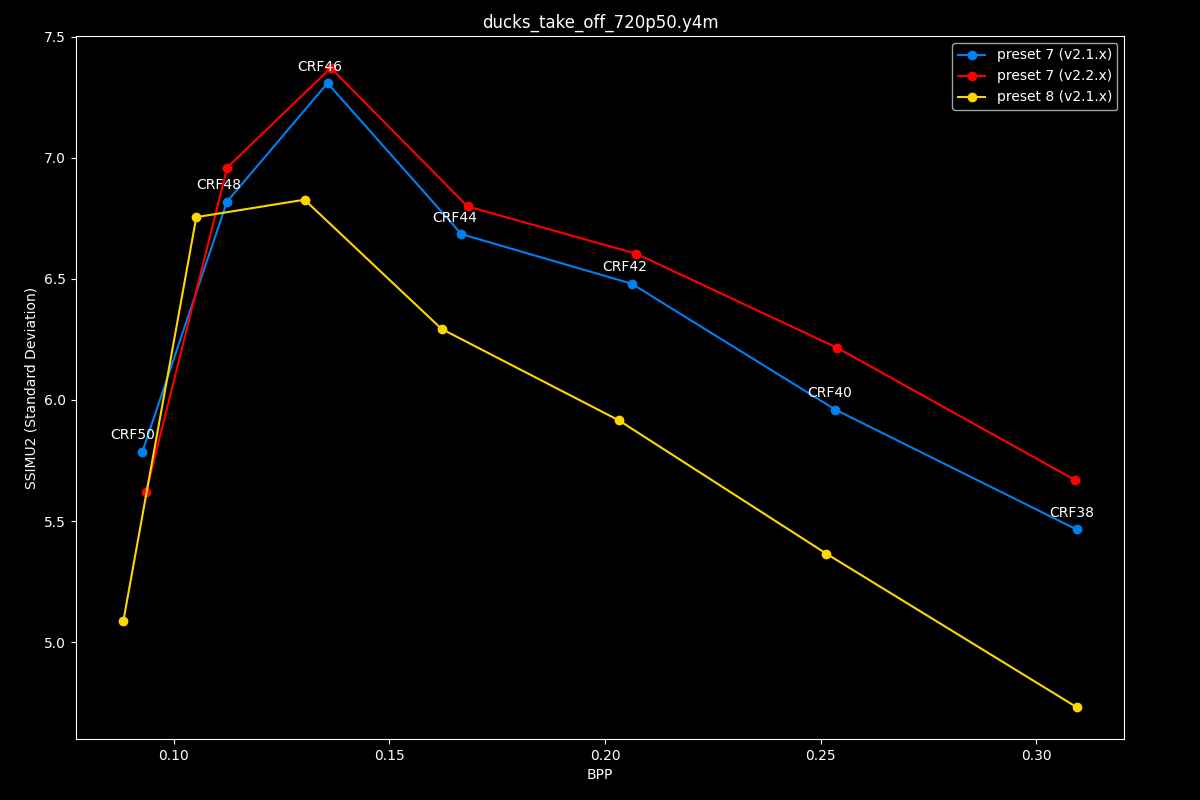 ducks_take_off_720p50.y4m
7.5
7.0
6.5
6.0
5.5
5.0
SSIMU2 (Standard Deviation)
preset 7 (v2.1.x)
preset 7 (v2.2.x)
preset 8 (v2.1.x)
CRF46
CRF48
CRF44
CRF42
CRF40
CRF50
CRF38
0.10
0.15
0.20
0.25
0.30
BPP